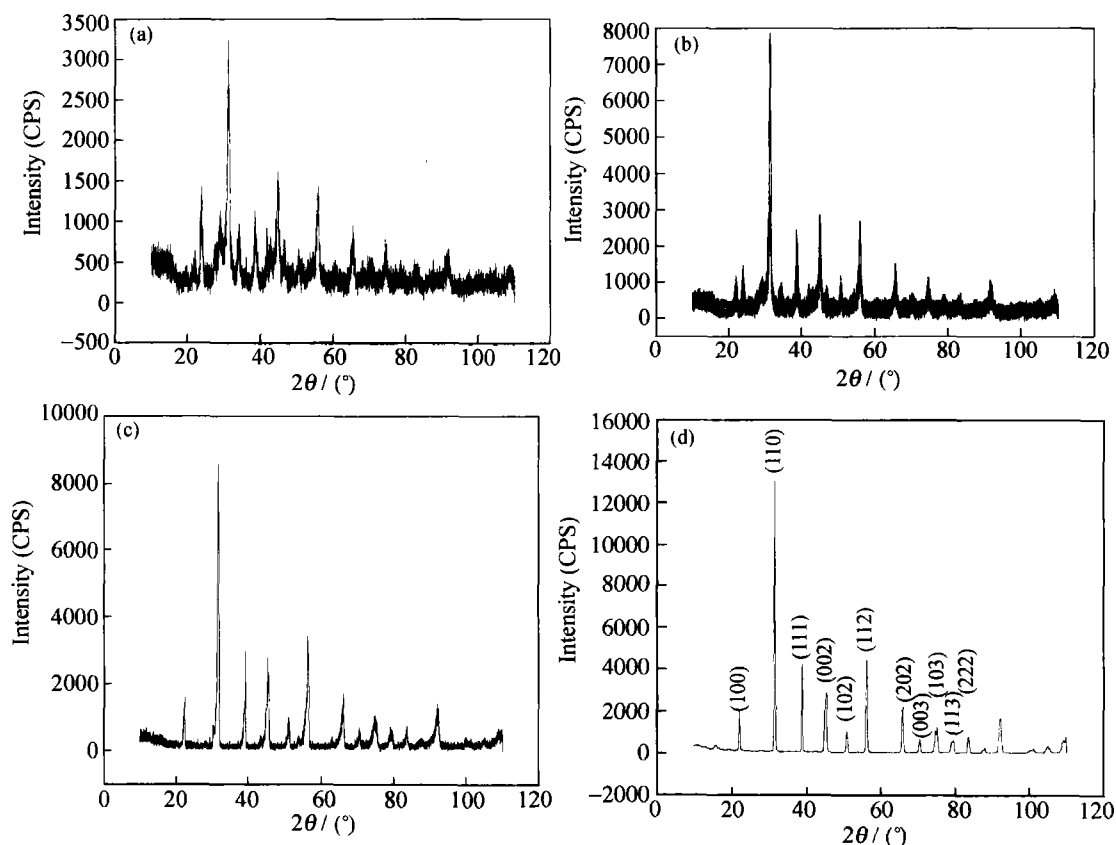 (a)
3500
3000
2500
2000
1500
1000
500
0
−500
Intensity (CPS)
0 20 40 60 80 100 120
2θ / (°)
(b)
8000
7000
6000
5000
4000
3000
2000
1000
0
Intensity (CPS)
0 20 40 60 80 100 120
2θ / (°)
(c)
10000
8000
6000
4000
2000
0
Intensity (CPS)
0 20 40 60 80 100 120
2θ / (°)
(d)
16000
14000
12000
10000
8000
6000
4000
2000
0
−2000
Intensity (CPS)
(100)
(110)
(111)
(002)
(102)
(112)
(202)
(003)
(103)
(113)
(222)
0 20 40 60 80 100 120
2θ / (°)